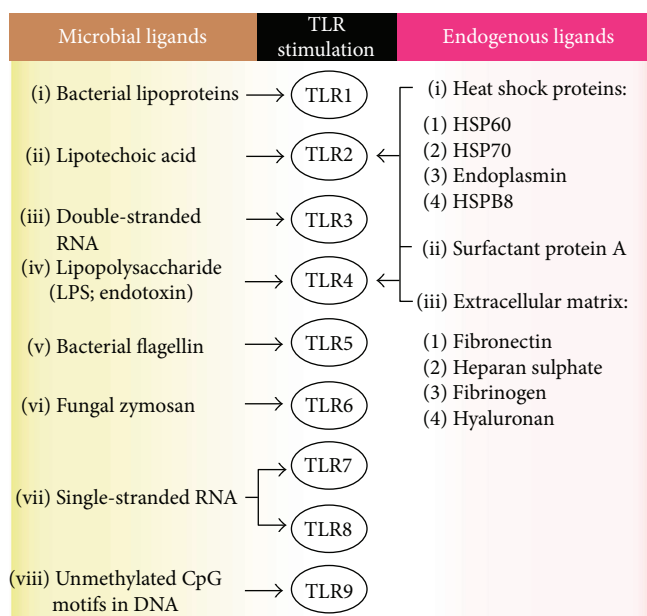 Microbial ligands
TLR
stimulation
Endogenous ligands
(i) Bacterial lipoproteins
TLR1
(i) Heat shock proteins:
(1) HSP60
(2) HSP70
(3) Endoplasmin
(4) HSPB8
(ii) Lipotechoic acid
TLR2
(iii) Double-stranded
RNA
TLR3
(ii) Surfactant protein A
(iv) Lipopolysaccharide
(LPS; endotoxin)
TLR4
(iii) Extracellular matrix:
(1) Fibronectin
(2) Heparan sulphate
(3) Fibrinogen
(4) Hyaluronan
(v) Bacterial flagellin
TLR5
(vi) Fungal zymosan
TLR6
(vii) Single-stranded RNA
TLR7
TLR8
(viii) Unmethylated CpG
motifs in DNA
TLR9